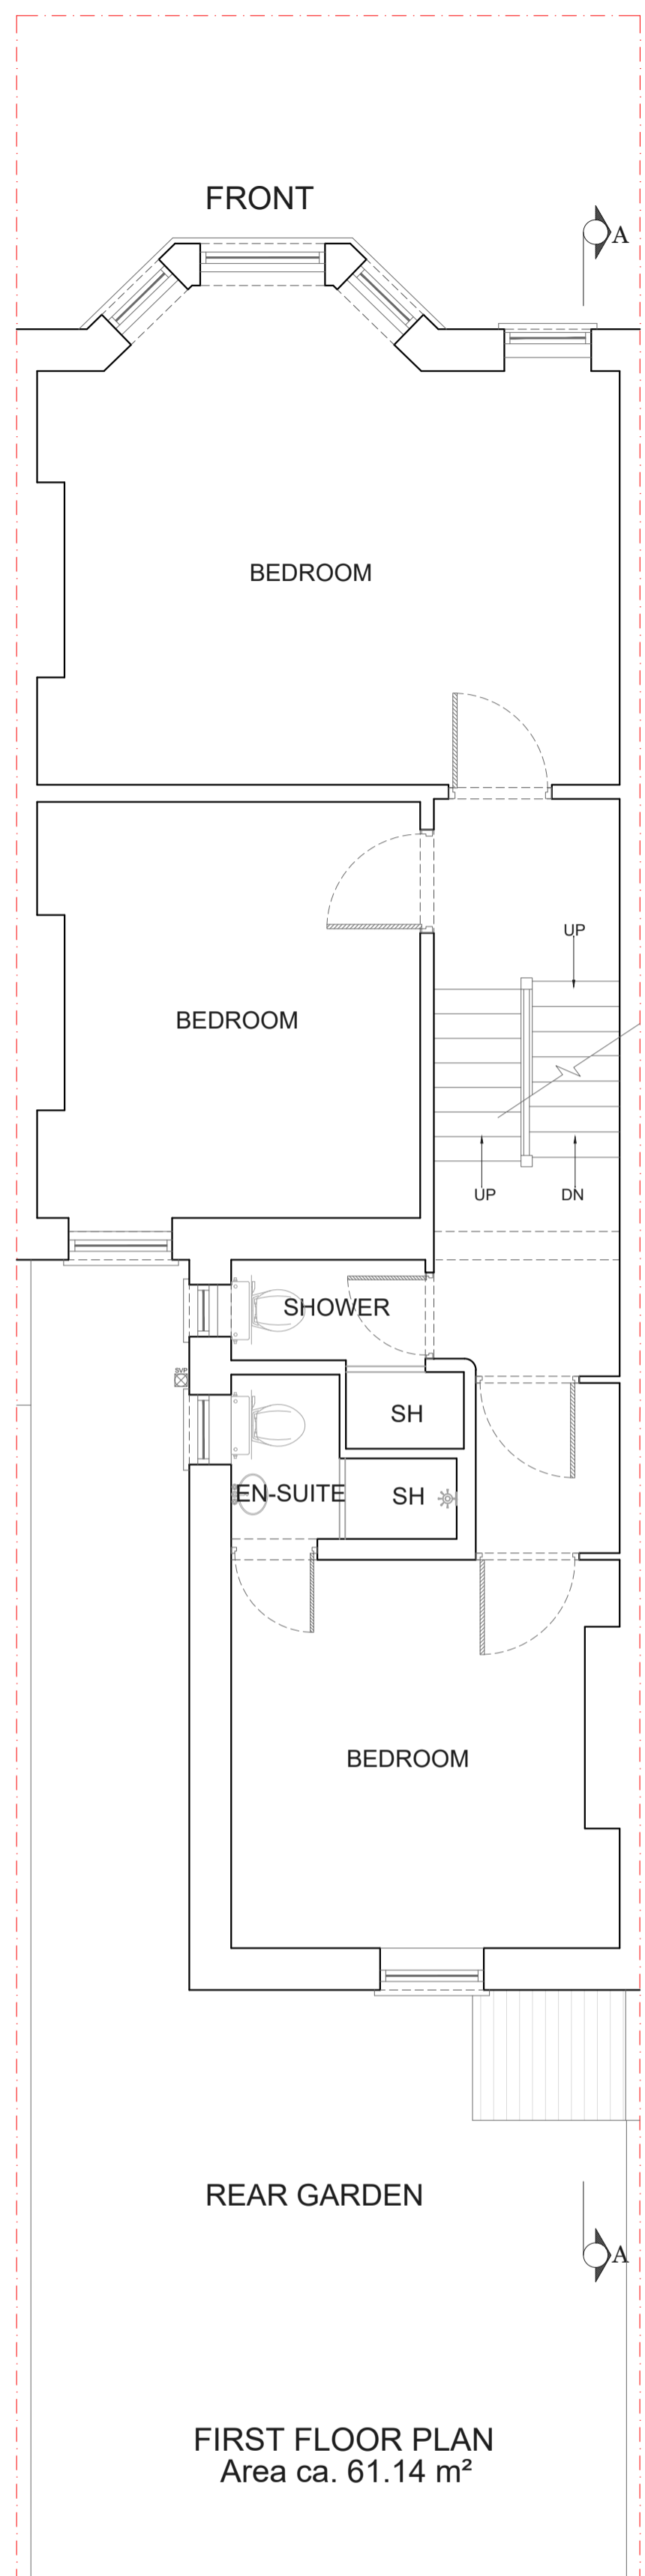 FRONT
A
BEDROOM
UP
BEDROOM
UP
DN
SHOWER
SVP
SH
EN-SUITE
SH
BEDROOM
REAR GARDEN
A
FIRST FLOOR PLAN
Area ca. 61.14 m²